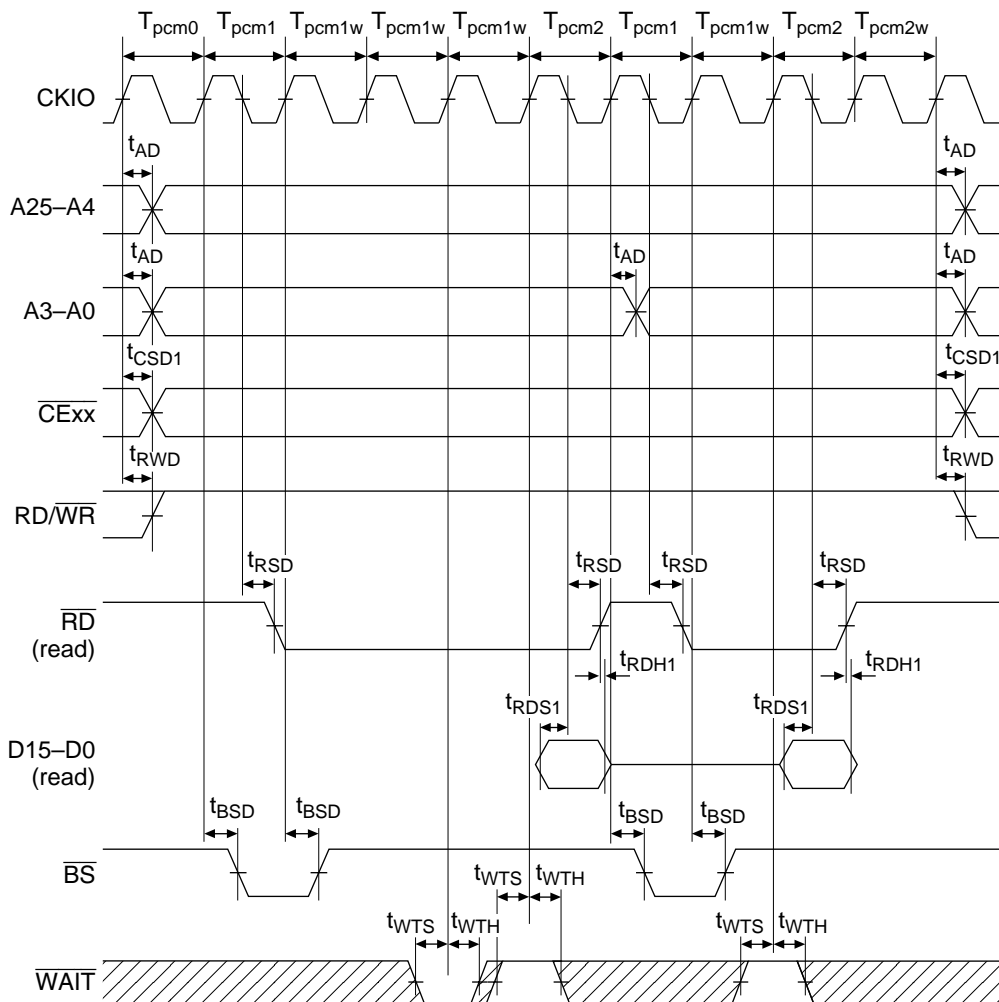 Tpcm0 Tpcm1 Tpcm1w Tpcm1w Tpcm1w Tpcm2 Tpcm1 Tpcm1w Tpcm2 Tpcm2w
CKIO
tAD tAD
A25–A4
tAD tAD tAD
A3–A0
tCSD1 tCSD1
CExx
tRWD tRWD
RD/WR
tRSD tRSD tRSD tRSD
RD
(read)
tRDH1 tRDH1
tRDS1 tRDS1
D15–D0
(read)
tBSD tBSD tBSD tBSD
BS
tWTS tWTH
tWTS tWTH tWTS tWTH
WAIT